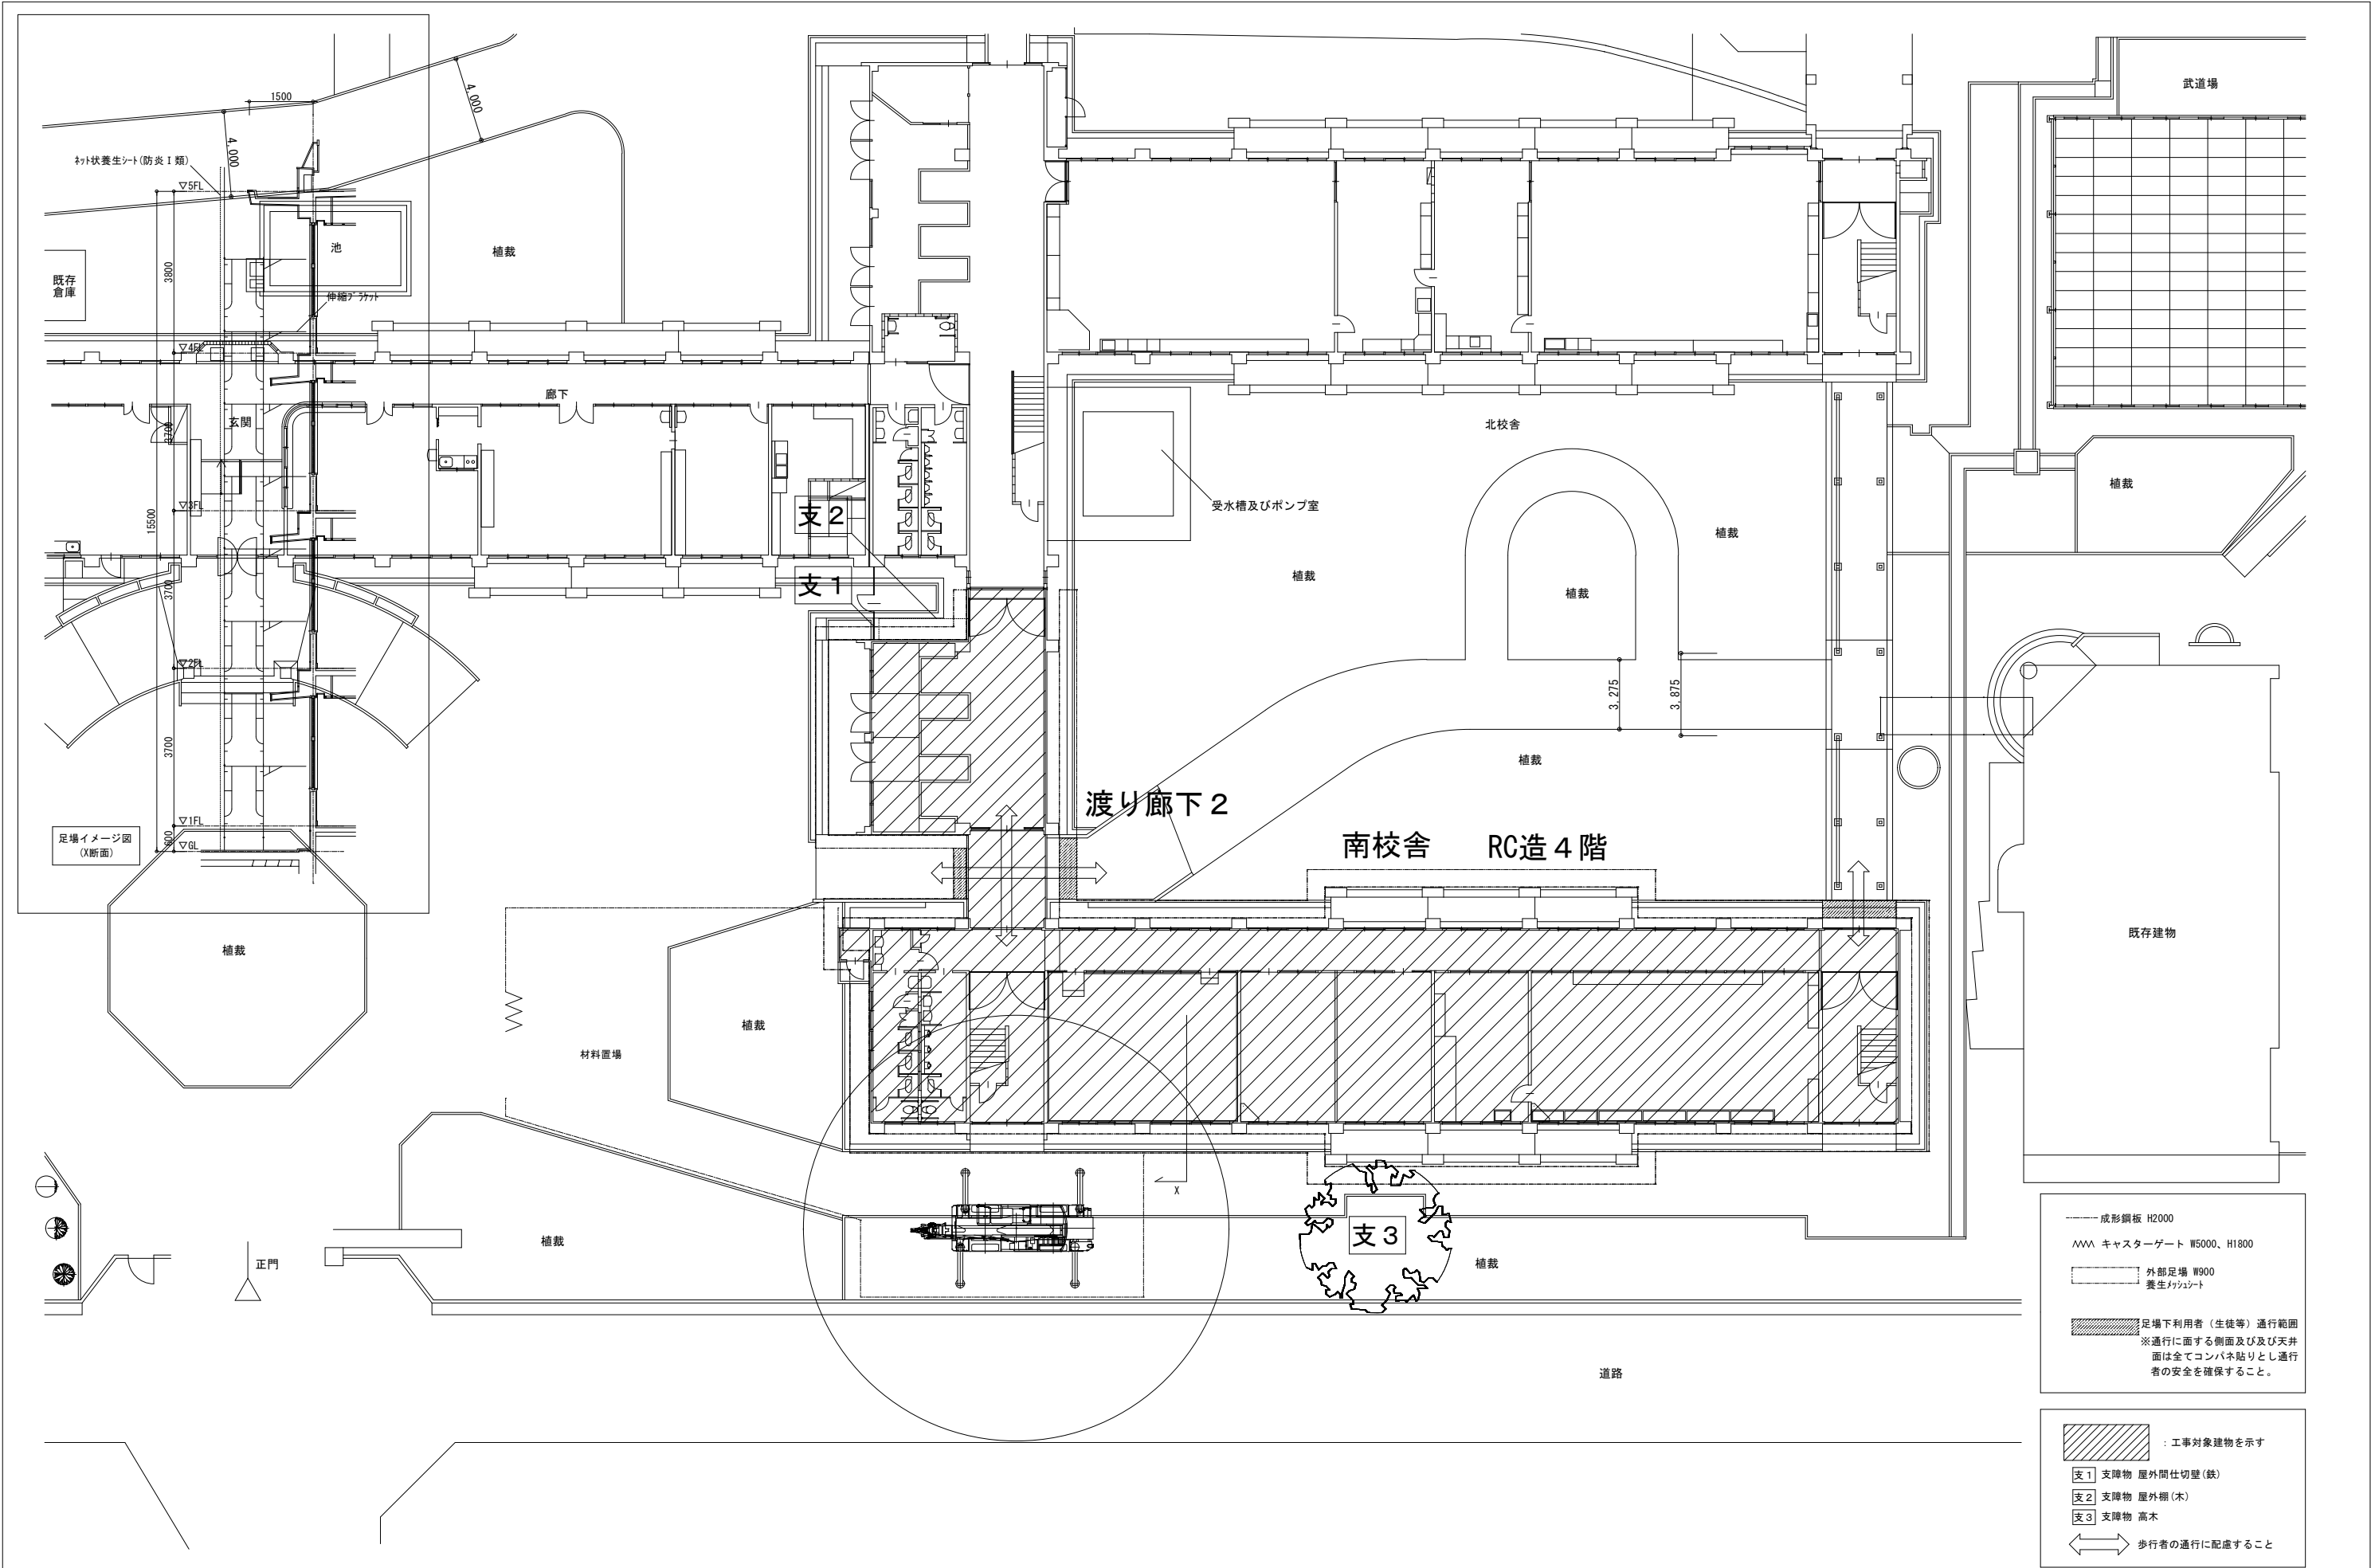 武道場
1500
4,000
4,000
ネット状養生シート(防炎Ⅰ類)
▽5FL
池
植裁
既存
倉庫
3800
伸縮ブラケット
▽4FL
廊下
玄関
3700
北校舎
植裁
支2
▽3FL
15500
受水槽及びポンプ室
植裁
支1
植裁
植裁
3700
▽2FL
3,275
3,875
3700
植裁
渡り廊下2
▽1FL
足場イメージ図
(X断面)
600
▽GL
南校舎 RC造4階
植裁
既存建物
植裁
材料置場
X
支3
植裁
正門
植裁
道路
成形鋼板 H2000
キャスターゲート W5000、H1800
外部足場 W900
養生メッシュシート
足場下利用者(生徒等)通行範囲
※通行に面する側面及び及び天井
面は全てコンパネ貼りとし通行
者の安全を確保すること。
:工事対象建物を示す
支1 支障物 屋外間仕切壁(鉄)
支2 支障物 屋外棚(木)
支3 支障物 高木
歩行者の通行に配慮すること